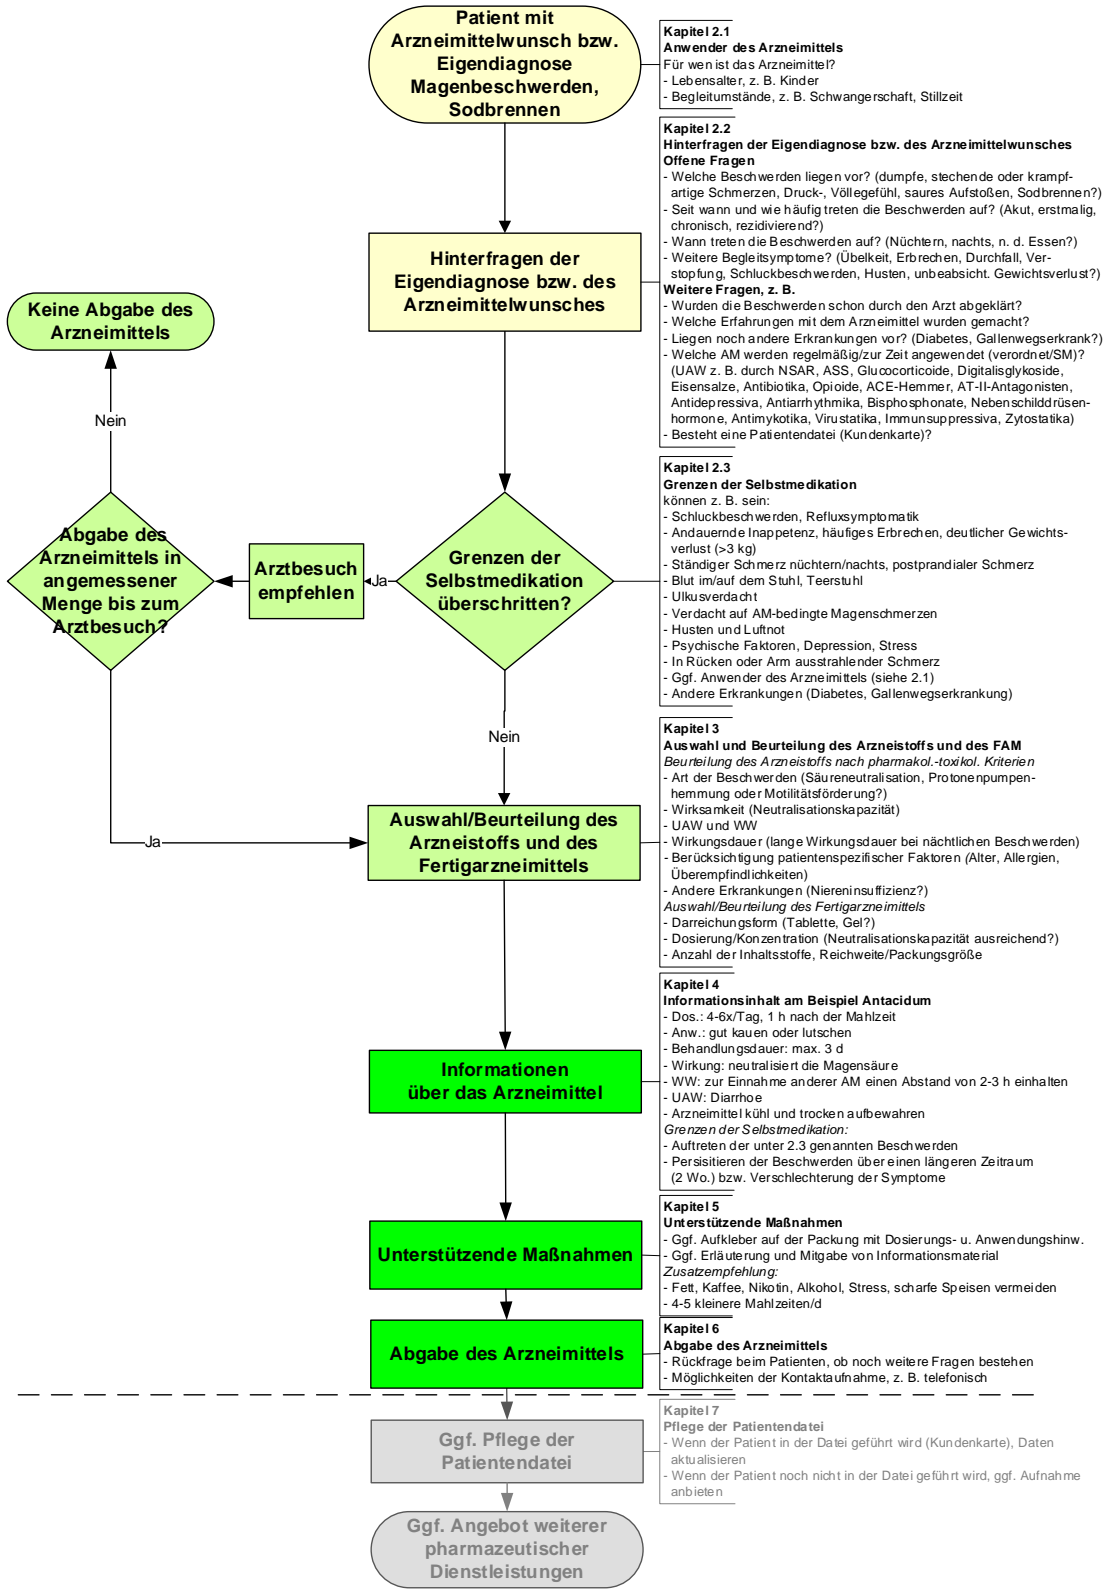 Patient mit
Arzneimittelwunsch bzw.
Eigendiagnose
Magenbeschwerden,
Sodbrennen
Kapitel 2.1
Anwender des Arzneimittels
Für wen ist das Arzneimittel?
- Lebensalter, z. B. Kinder
- Begleitumstände, z. B. Schwangerschaft, Stillzeit
Kapitel 2.2
Hinterfragen der Eigendiagnose bzw. des Arzneimittelwunsches
Offene Fragen
- Welche Beschwerden liegen vor? (dumpfe, stechende oder krampf-
artige Schmerzen, Druck-, Völlegefühl, saures Aufstoßen, Sodbrennen?)
- Seit wann und wie häufig treten die Beschwerden auf? (Akut, erstmalig,
chronisch, rezidivierend?)
- Wann treten die Beschwerden auf? (Nüchtern, nachts, n. d. Essen?)
- Weitere Begleitsymptome? (Übelkeit, Erbrechen, Durchfall, Ver-
stopfung, Schluckbeschwerden, Husten, unbeabsicht. Gewichtsverlust?)
Weitere Fragen, z. B.
- Wurden die Beschwerden schon durch den Arzt abgeklärt?
- Welche Erfahrungen mit dem Arzneimittel wurden gemacht?
- Liegen noch andere Erkrankungen vor? (Diabetes, Gallenwegserkrank?)
- Welche AM werden regelmäßig/zur Zeit angewendet (verordnet/SM)?
(UAW z. B. durch NSAR, ASS, Glucocorticoide, Digitalisglykoside,
Eisensalze, Antibiotika, Opioide, ACE-Hemmer, AT-II-Antagonisten,
Antidepressiva, Antiarrhythmika, Bisphosphonate, Nebenschilddrüsen-
hormone, Antimykotika, Virustatika, Immunsuppressiva, Zytostatika)
- Besteht eine Patientendatei (Kundenkarte)?
Hinterfragen der
Eigendiagnose bzw. des
Arzneimittelwunsches
Keine Abgabe des
Arzneimittels
Nein
Abgabe des
Arzneimittels in
angemessener
Menge bis zum
Arztbesuch?
Arztbesuch
empfehlen
Ja
Grenzen der
Selbstmedikation
überschritten?
Kapitel 2.3
Grenzen der Selbstmedikation
können z. B. sein:
- Schluckbeschwerden, Refluxsymptomatik
- Andauernde Inappetenz, häufiges Erbrechen, deutlicher Gewichts-
verlust (>3 kg)
- Ständiger Schmerz nüchtern/nachts, postprandialer Schmerz
- Blut im/auf dem Stuhl, Teerstuhl
- Ulkusverdacht
- Verdacht auf AM-bedingte Magenschmerzen
- Husten und Luftnot
- Psychische Faktoren, Depression, Stress
- In Rücken oder Arm ausstrahlender Schmerz
- Ggf. Anwender des Arzneimittels (siehe 2.1)
- Andere Erkrankungen (Diabetes, Gallenwegserkrankung)
Nein
Ja
Auswahl/Beurteilung des
Arzneistoffs und des
Fertigarzneimittels
Kapitel 3
Auswahl und Beurteilung des Arzneistoffs und des FAM
Beurteilung des Arzneistoffs nach pharmakol.-toxikol. Kriterien
- Art der Beschwerden (Säureneutralisation, Protonenpumpen-
hemmung oder Motilitätsförderung?)
- Wirksamkeit (Neutralisationskapazität)
- UAW und WW
- Wirkungsdauer (lange Wirkungsdauer bei nächtlichen Beschwerden)
- Berücksichtigung patientenspezifischer Faktoren (Alter, Allergien,
Überempfindlichkeiten)
- Andere Erkrankungen (Niereninsuffizienz?)
Auswahl/Beurteilung des Fertigarzneimittels
- Darreichungsform (Tablette, Gel?)
- Dosierung/Konzentration (Neutralisationskapazität ausreichend?)
- Anzahl der Inhaltsstoffe, Reichweite/Packungsgröße
Informationen
über das Arzneimittel
Kapitel 4
Informationsinhalt am Beispiel Antacidum
- Dos.: 4-6x/Tag, 1 h nach der Mahlzeit
- Anw.: gut kauen oder lutschen
- Behandlungsdauer: max. 3 d
- Wirkung: neutralisiert die Magensäure
- WW: zur Einnahme anderer AM einen Abstand von 2-3 h einhalten
- UAW: Diarrhoe
- Arzneimittel kühl und trocken aufbewahren
Grenzen der Selbstmedikation:
- Auftreten der unter 2.3 genannten Beschwerden
- Persisitieren der Beschwerden über einen längeren Zeitraum
(2 Wo.) bzw. Verschlechterung der Symptome
Unterstützende Maßnahmen
Kapitel 5
Unterstützende Maßnahmen
- Ggf. Aufkleber auf der Packung mit Dosierungs- u. Anwendungshinw.
- Ggf. Erläuterung und Mitgabe von Informationsmaterial
Zusatzempfehlung:
- Fett, Kaffee, Nikotin, Alkohol, Stress, scharfe Speisen vermeiden
- 4-5 kleinere Mahlzeiten/d
Abgabe des Arzneimittels
Kapitel 6
Abgabe des Arzneimittels
- Rückfrage beim Patienten, ob noch weitere Fragen bestehen
- Möglichkeiten der Kontaktaufnahme, z. B. telefonisch
Ggf. Pflege der
Patientendatei
Kapitel 7
Pflege der Patientendatei
- Wenn der Patient in der Datei geführt wird (Kundenkarte), Daten
aktualisieren
- Wenn der Patient noch nicht in der Datei geführt wird, ggf. Aufnahme
anbieten
Ggf. Angebot weiterer
pharmazeutischer
Dienstleistungen